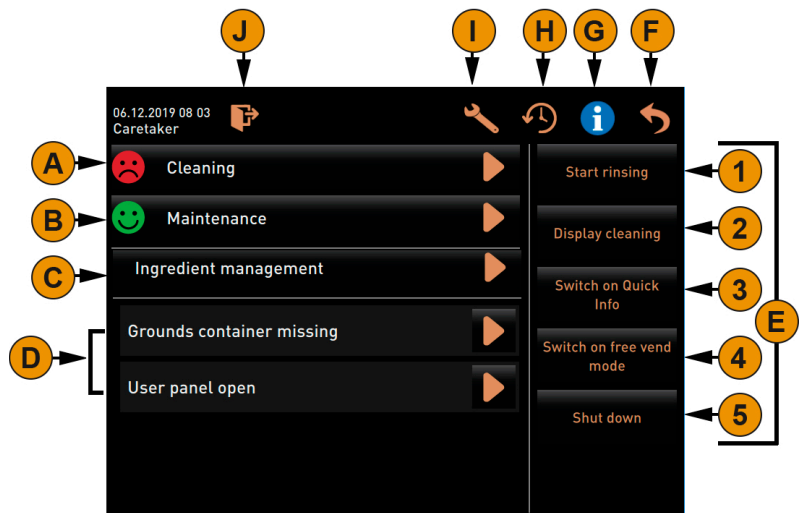 J
I
H
G
F
06.12.2019 08 03
Caretaker
i
A
Cleaning
Start rinsing
1
B
Maintenance
Display cleaning
2
C
Ingredient management
Switch on Quick
Info
3
E
D
Grounds container missing
Switch on free vend
mode
4
User panel open
Shut down
5